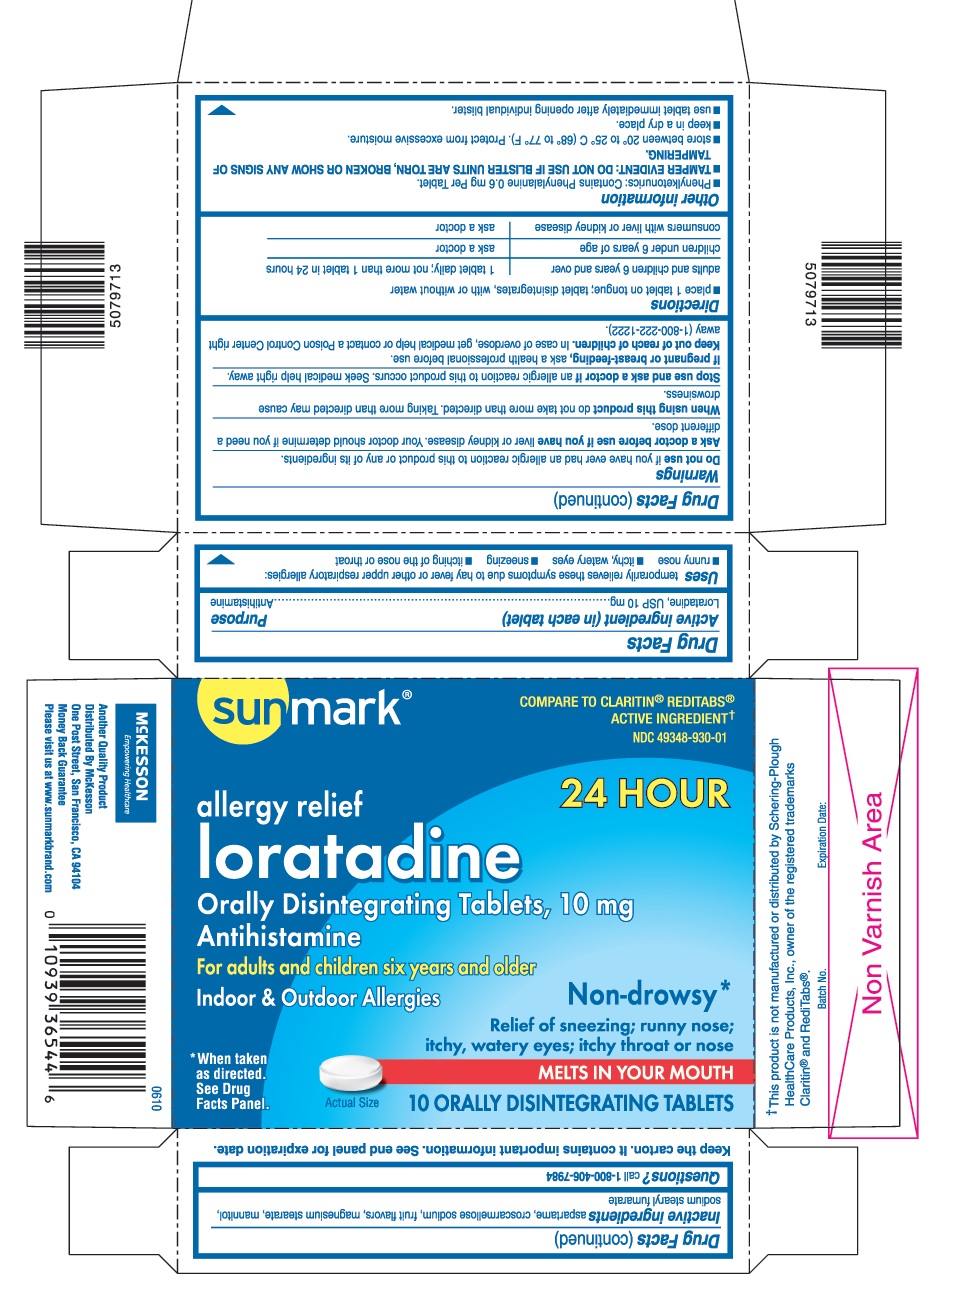 sunmark®
COMPARE TO CLARITIN® REDITABS®
ACTIVE INGREDIENT†
NDC 49348-930-01
24 HOUR
allergy relief
loratadine
Orally Disintegrating Tablets, 10 mg
Antihistamine
For adults and children six years and older
Indoor & Outdoor Allergies
Non-drowsy*
Relief of sneezing; runny nose;
itchy, watery eyes; itchy throat or nose
*When taken
as directed.
See Drug
Facts Panel.
MELTS IN YOUR MOUTH
Actual Size
10 ORALLY DISINTEGRATING TABLETS
Drug Facts
Active ingredient (in each tablet) Purpose
Loratadine, USP 10 mg..........Antihistamine
Uses temporarily relieves these symptoms due to hay fever or other upper respiratory allergies:
■ runny nose ■ itchy, watery eyes ■ sneezing ■ itching of the nose or throat
Drug Facts (continued)
Warnings
Do not use if you have ever had an allergic reaction to this product or any of its ingredients.
Ask a doctor before use if you have liver or kidney disease. Your doctor should determine if you need a
different dose.
When using this product do not take more than directed. Taking more than directed may cause
drowsiness.
Stop use and ask a doctor if an allergic reaction to this product occurs. Seek medical help right away.
If pregnant or breast-feeding, ask a health professional before use.
Keep out of reach of children. In case of overdose, get medical help or contact a Poison Control Center right
away (1-800-222-1222).
Directions
■ place 1 tablet on tongue; tablet disintegrates, with or without water
adults and children 6 years and over 1 tablet daily; not more than 1 tablet in 24 hours
children under 6 years of age ask a doctor
consumers with liver or kidney disease ask a doctor
Other information
■ Phenylketonurics: Contains Phenylalanine 0.6 mg Per Tablet.
■ TAMPER EVIDENT: DO NOT USE IF BLISTER UNITS ARE TORN, BROKEN OR SHOW ANY SIGNS OF
TAMPERING.
■ store between 20° to 25° C (68° to 77° F). Protect from excessive moisture.
■ keep in a dry place.
■ use tablet immediately after opening individual blister.
Drug Facts (continued)
Inactive ingredients aspartame, croscarmellose sodium, fruit flavors, magnesium stearate, mannitol,
sodium stearyl fumarate
Questions? call 1-800-406-7984
Keep the carton. It contains important information. See end panel for expiration date.
5079713
5079713
McKESSON
Empowering Healthcare
Another Quality Product
Distributed By McKesson
One Post Street, San Francisco, CA 94104
Money Back Guarantee
Please visit us at www.sunmarkbrand.com
0 10939 36544 6
0610
†This product is not manufactured or distributed by Schering-Plough
HealthCare Products, Inc., owner of the registered trademarks
Claritin® and RediTabs®.
Batch No. Expiration Date:
Non Varnish Area